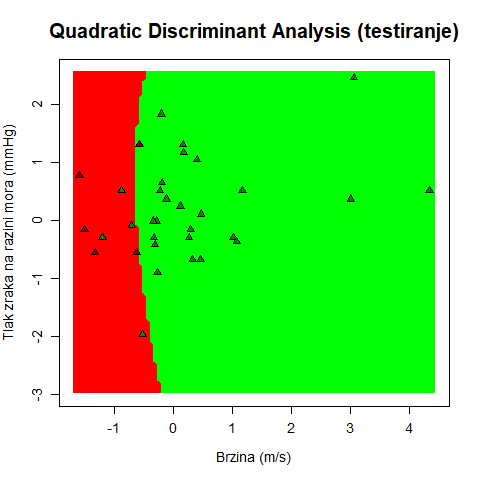 Quadratic Discriminant Analysis (testiranje)
Tlak zraka na razini mora (mmHg)
2
1
0
-1
-2
-3
-1 0 1 2 3 4
Brzina (m/s)